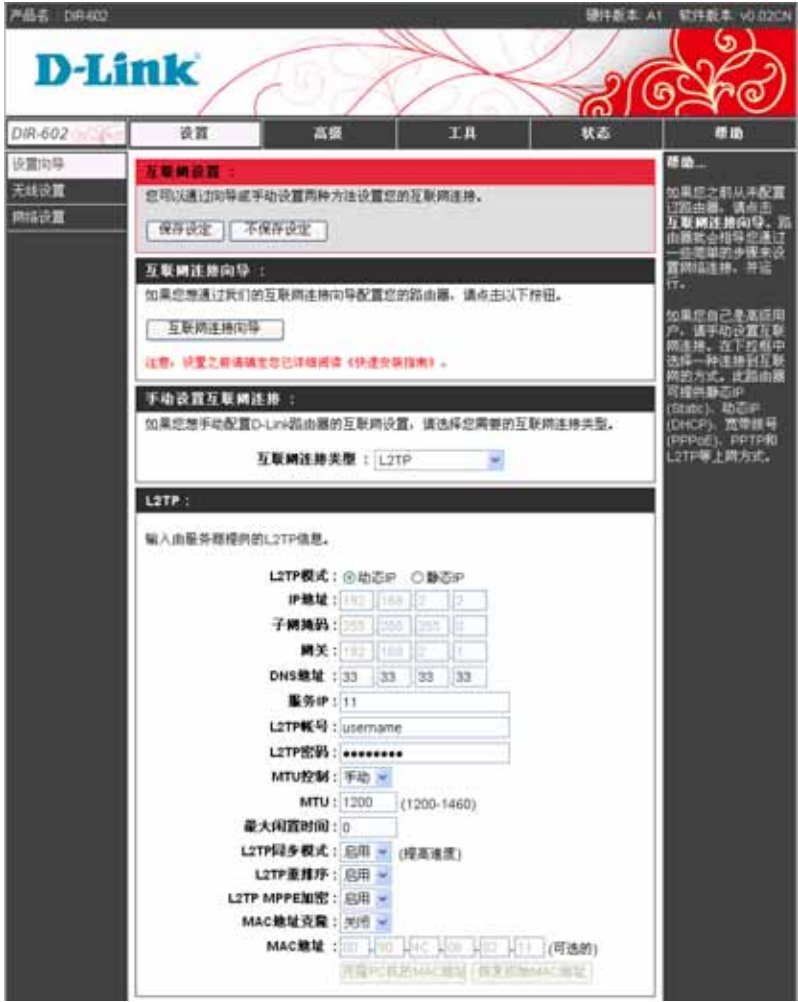 产品名：DIR-602 硬件版本：A1 软件版本：v0.02CN
D-Link
DIR-602 设置 高级 工具 状态 帮助
设置向导
无线设置
网络设置
互联网设置：
您可以通过向导或手动设置两种方法设置您的互联网连接。
保存设定 不保存设定
互联网连接向导：
如果您想通过我们的互联网连接向导配置您的路由器，请点击以下按钮。
互联网连接向导
注意：设置之前请确定您已详细阅读《快速安装指南》。
手动设置互联网连接：
如果您想手动配置D-Link路由器的互联网设置，请选择您需要的互联网连接类型。
互联网连接类型：L2TP
L2TP：
输入由服务商提供的L2TP信息。
L2TP模式：动态IP 静态IP
IP地址：192 168 2 2
子网掩码：255 255 255 0
网关：192 168 2 1
DNS地址：33 33 33 33
服务IP：11
L2TP帐号：username
L2TP密码：●●●●●●●●
MTU控制：手动
MTU：1200 (1200-1460)
最大闲置时间：0
L2TP同步模式：启用 (提高速度)
L2TP重排序：启用
L2TP MPPE加密：启用
MAC地址克隆：关闭
MAC地址：00 4C (可选的)
克隆PC机的MAC地址 恢复原始MAC地址
帮助...
如果您之前从未配置
过路由器，请点击
互联网连接向导，路
由器就会指导您通过
一些简单的步骤来设
置网络连接，并运
行。
如果您自己是高级用
户，请手动设置互联
网连接。在下拉框中
选择一种连接到互联
网的方式。此路由器
可提供静态IP
(Static)、动态IP
(DHCP)、宽带拨号
(PPPoE)、PPTP和
L2TP等上网方式。